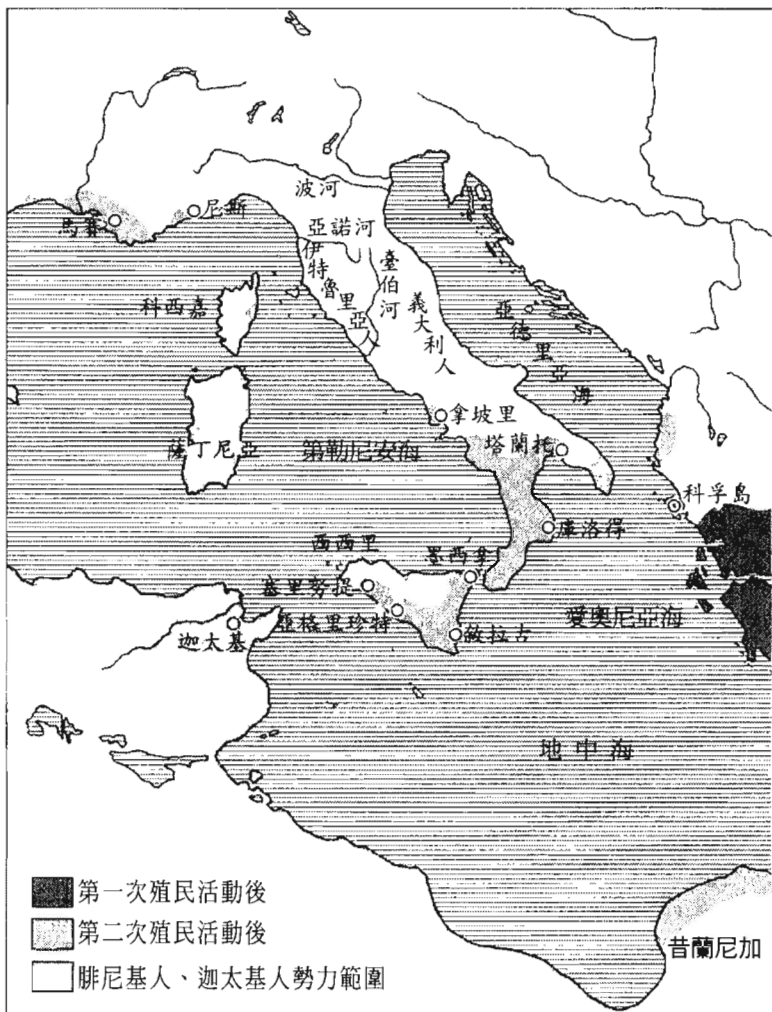 波河
馬賽
尼斯
亞諾河
伊特魯里亞
臺伯河
義大利人
科西嘉
亞德里亞海
拿坡里
塔蘭托
薩丁尼亞
第勒尼安海
科孚島
庫洛得
西西里
墨西拿
塞里努提
亞格里珍特
敘拉古
愛奧尼亞海
迦太基
地中海
第一次殖民活動後
第二次殖民活動後
腓尼基人、迦太基人勢力範圍
昔蘭尼加